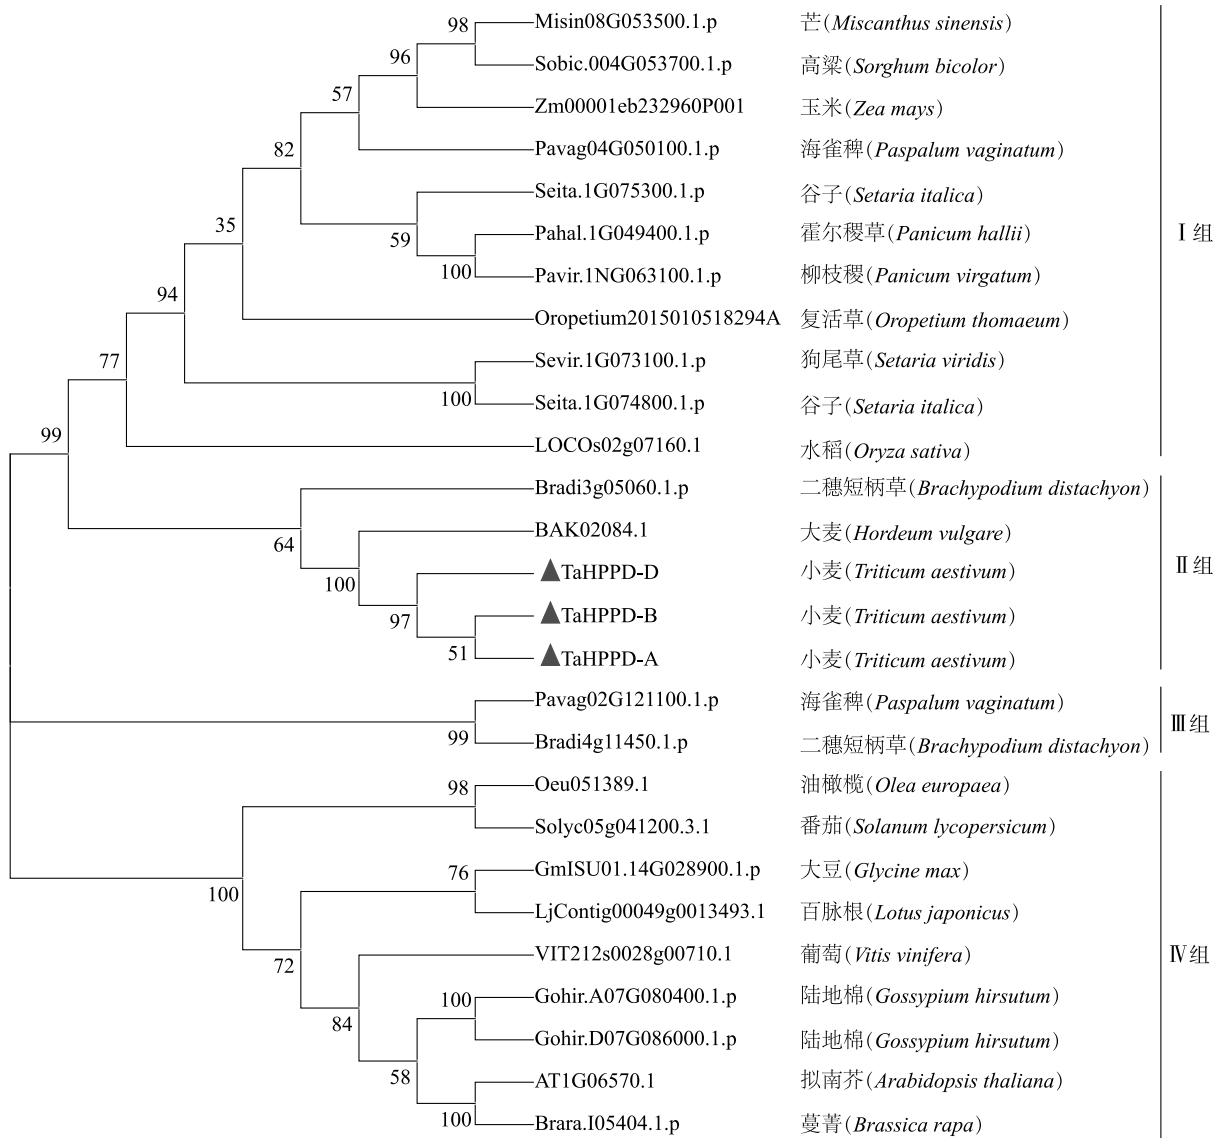 98
Misin08G053500.1.p 芒(Miscanthus sinensis)
96
Sobic.004G053700.1.p 高粱(Sorghum bicolor)
57
Zm00001eb232960P001 玉米(Zea mays)
82
Pavag04G050100.1.p 海雀稗(Paspalum vaginatum)
Seita.1G075300.1.p 谷子(Setaria italica)
35
59
Pahal.1G049400.1.p 霍尔稷草(Panicum hallii)
Ⅰ组
100
Pavir.1NG063100.1.p 柳枝稷(Panicum virgatum)
94
Oropetium2015010518294A 复活草(Oropetium thomaeum)
77
Sevir.1G073100.1.p 狗尾草(Setaria viridis)
100
Seita.1G074800.1.p 谷子(Setaria italica)
99
LOCOs02g07160.1 水稻(Oryza sativa)
Bradi3g05060.1.p 二穗短柄草(Brachypodium distachyon)
64
BAK02084.1 大麦(Hordeum vulgare)
100
▲TaHPPD-D 小麦(Triticum aestivum)
Ⅱ组
97
▲TaHPPD-B 小麦(Triticum aestivum)
51
▲TaHPPD-A 小麦(Triticum aestivum)
Pavag02G121100.1.p 海雀稗(Paspalum vaginatum)
Ⅲ组
99
Bradi4g11450.1.p 二穗短柄草(Brachypodium distachyon)
98
Oeu051389.1 油橄榄(Olea europaea)
Solyc05g041200.3.1 番茄(Solanum lycopersicum)
100
76
GmISU01.14G028900.1.p 大豆(Glycine max)
LjContig00049g0013493.1 百脉根(Lotus japonicus)
72
VIT212s0028g00710.1 葡萄(Vitis vinifera)
Ⅳ组
100
Gohir.A07G080400.1.p 陆地棉(Gossypium hirsutum)
84
Gohir.D07G086000.1.p 陆地棉(Gossypium hirsutum)
58
AT1G06570.1 拟南芥(Arabidopsis thaliana)
100
Brara.I05404.1.p 蔓菁(Brassica rapa)